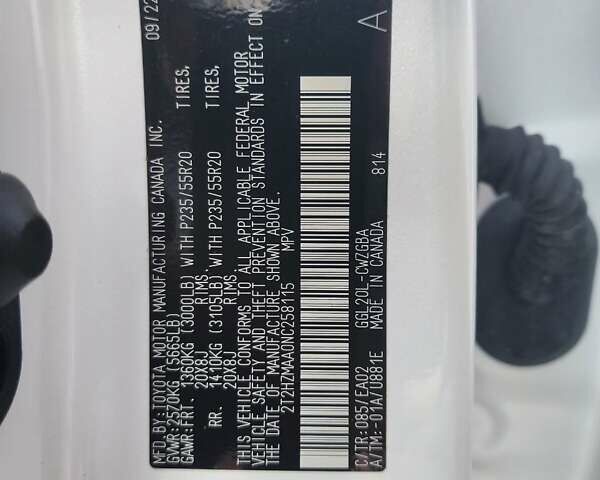 MFD. BY: TOYOTA MOTOR MANUFACTURING CANADA INC. 09/22
GVWR: 2570KG (5665LB)
GAWR: FRT. 1360KG (3000LB) WITH P235/55R20 TIRES,
20X8J RIMS.
RR. 1410KG (3105LB) WITH P235/55R20 TIRES,
20X8J RIMS.
THIS VEHICLE CONFORMS TO ALL APPLICABLE FEDERAL MOTOR
VEHICLE SAFETY AND THEFT PREVENTION STANDARDS IN EFFECT ON
THE DATE OF MANUFACTURE SHOWN ABOVE.
2T2HZMAA0NC258115 MPV
C/TR: 085/EA02 GGL20L-CWZGBA A
A/TM: -01A/U881E MADE IN CANADA 814